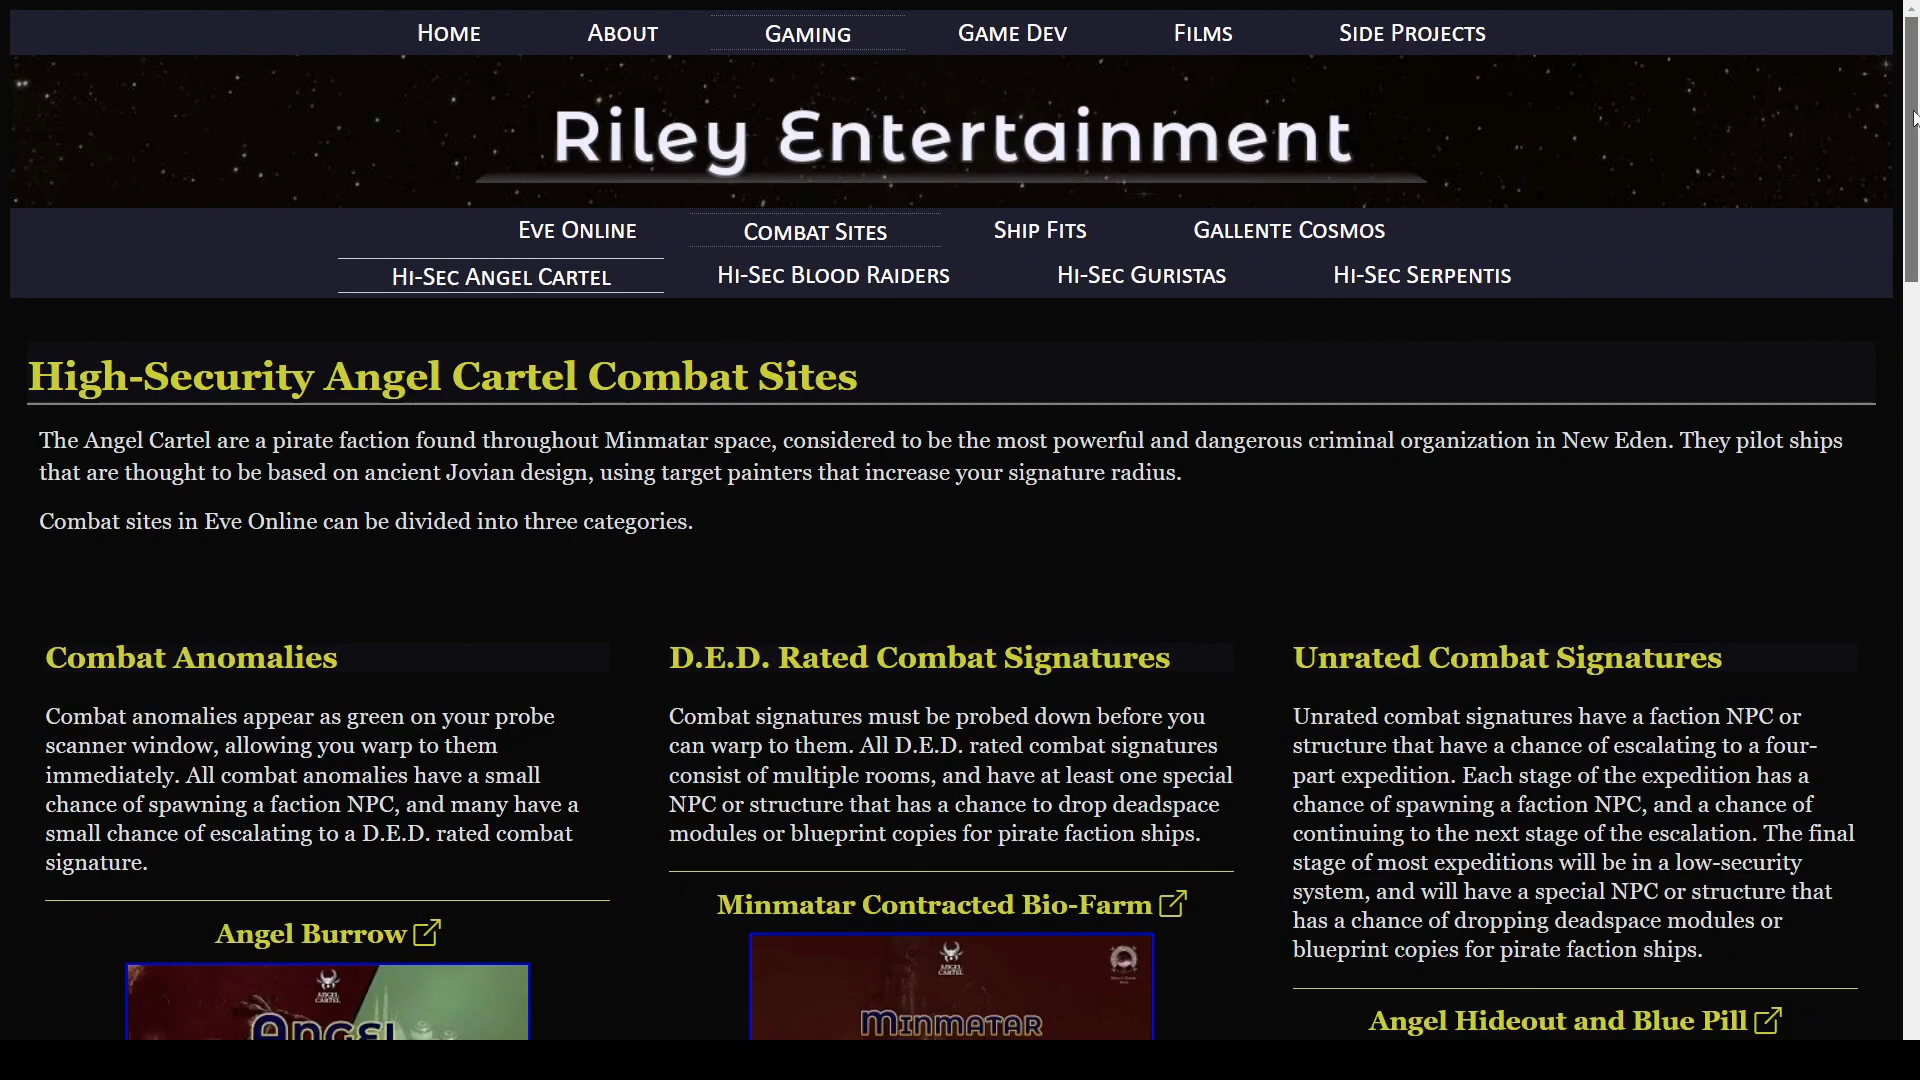 Home About Gaming Game Dev Films Side Projects
Riley Entertainment
Eve Online Combat Sites Ship Fits Gallente Cosmos
Hi-Sec Angel Cartel Hi-Sec Blood Raiders Hi-Sec Guristas Hi-Sec Serpentis
High-Security Angel Cartel Combat Sites
The Angel Cartel are a pirate faction found throughout Minmatar space, considered to be the most powerful and dangerous criminal organization in New Eden. They pilot ships
that are thought to be based on ancient Jovian design, using target painters that increase your signature radius.
Combat sites in Eve Online can be divided into three categories.
Combat Anomalies
Combat anomalies appear as green on your probe
scanner window, allowing you warp to them
immediately. All combat anomalies have a small
chance of spawning a faction NPC, and many have a
small chance of escalating to a D.E.D. rated combat
signature.
Angel Burrow
ANGEL
CARTEL
Angel
D.E.D. Rated Combat Signatures
Combat signatures must be probed down before you
can warp to them. All D.E.D. rated combat signatures
consist of multiple rooms, and have at least one special
NPC or structure that has a chance to drop deadspace
modules or blueprint copies for pirate faction ships.
Minmatar Contracted Bio-Farm
ANGEL
CARTEL
Minmatar
Unrated Combat Signatures
Unrated combat signatures have a faction NPC or
structure that have a chance of escalating to a four-
part expedition. Each stage of the expedition has a
chance of spawning a faction NPC, and a chance of
continuing to the next stage of the escalation. The final
stage of most expeditions will be in a low-security
system, and will have a special NPC or structure that
has a chance of dropping deadspace modules or
blueprint copies for pirate faction ships.
Angel Hideout and Blue Pill